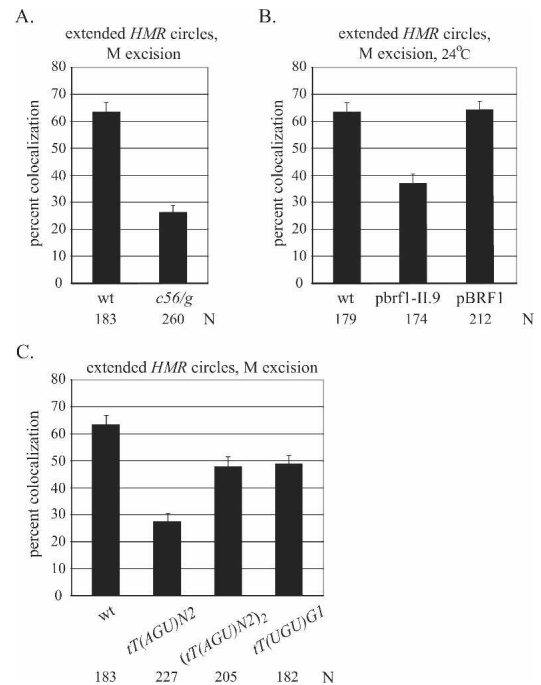 A.
extended HMR circles,
M excision
percent colocalization
80
70
60
50
40
30
20
10
0
wt c56/g
183 260 N
B.
extended HMR circles,
M excision, 24°C
percent colocalization
80
70
60
50
40
30
20
10
0
wt pbrf1-II.9 pBRF1
179 174 212 N
C.
extended HMR circles, M excision
percent colocalization
80
70
60
50
40
30
20
10
0
wt tT(AGU)N2 (tT(AGU)N2)₂ tT(UGU)G1
183 227 205 182 N